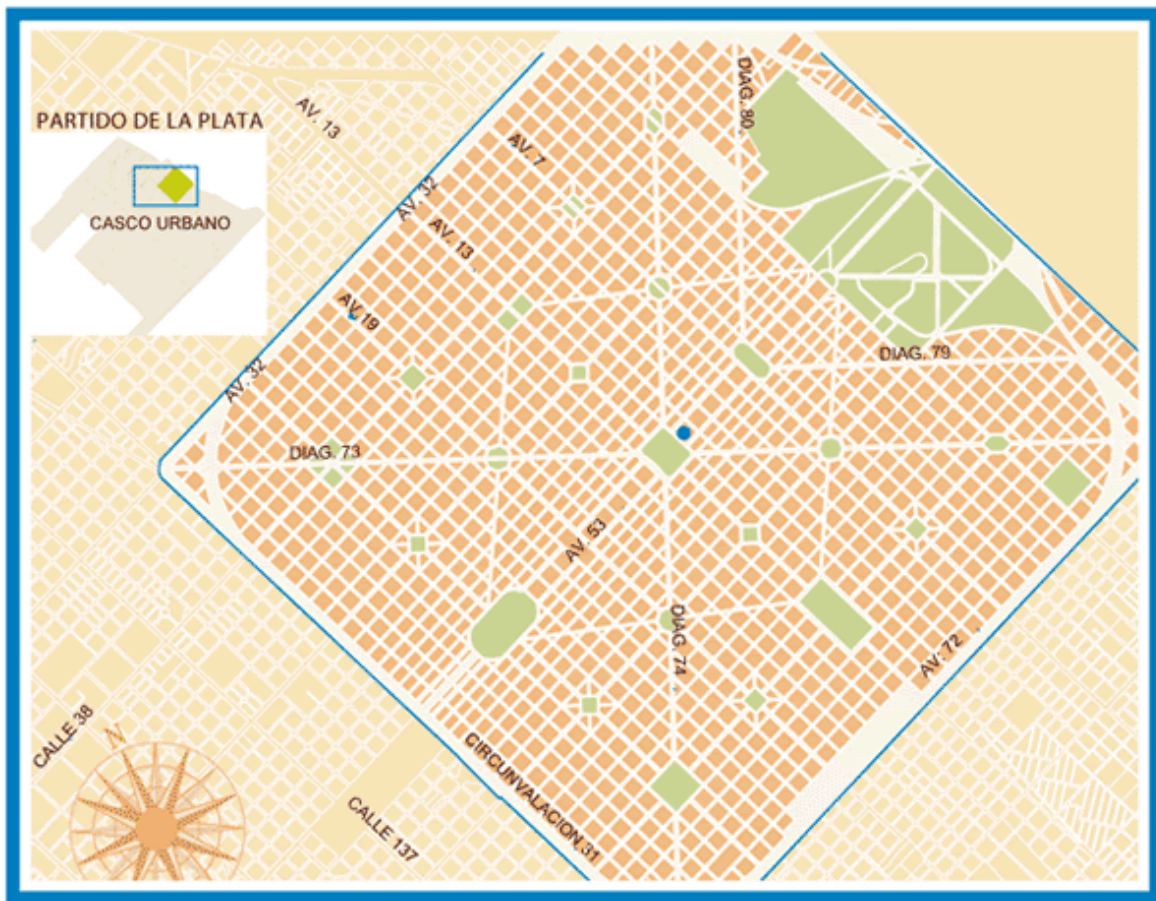 PARTIDO DE LA PLATA
CASCO URBANO
AV. 13
DIAG. 80
AV. 7
AV. 32
AV. 13
AV. 19
AV. 32
DIAG. 79
DIAG. 73
AV. 53
DIAG. 74
AV. 72
CALLE 38
N
CIRCUNVALACION 31
CALLE 137